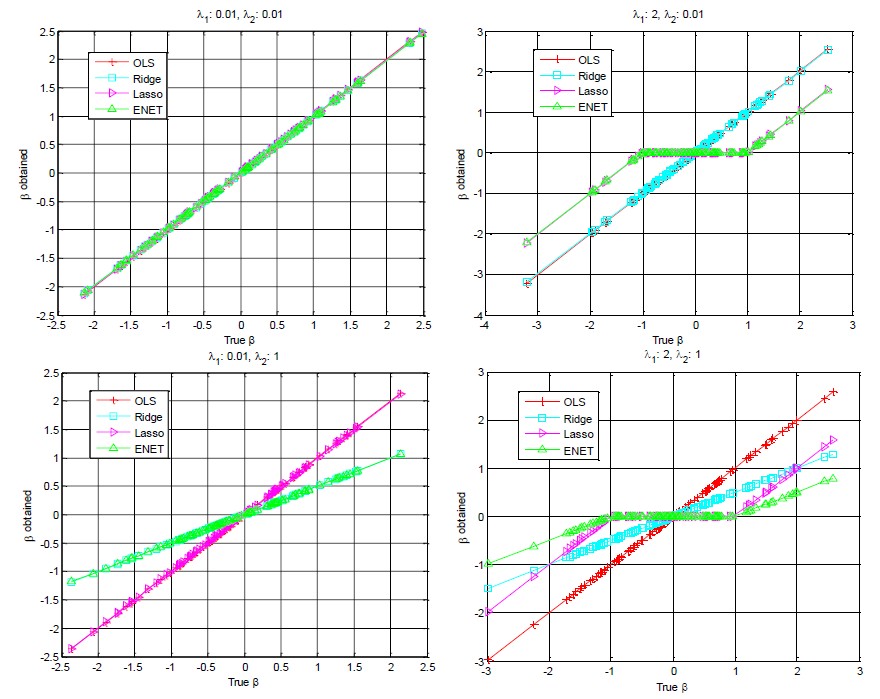 λ₁: 0.01, λ₂: 0.01
2.5
2
1.5
1
0.5
0
-0.5
-1
-1.5
-2
-2.5
β obtained
OLS
Ridge
Lasso
ENET
-2.5 -2 -1.5 -1 -0.5 0 0.5 1 1.5 2 2.5
True β
λ₁: 2, λ₂: 0.01
3
2
1
0
-1
-2
-3
-4
β obtained
OLS
Ridge
Lasso
ENET
-4 -3 -2 -1 0 1 2 3
True β
λ₁: 0.01, λ₂: 1
2.5
2
1.5
1
0.5
0
-0.5
-1
-1.5
-2
-2.5
β obtained
OLS
Ridge
Lasso
ENET
-2.5 -2 -1.5 -1 -0.5 0 0.5 1 1.5 2 2.5
True β
λ₁: 2, λ₂: 1
3
2
1
0
-1
-2
-3
β obtained
OLS
Ridge
Lasso
ENET
-3 -2 -1 0 1 2 3
True β